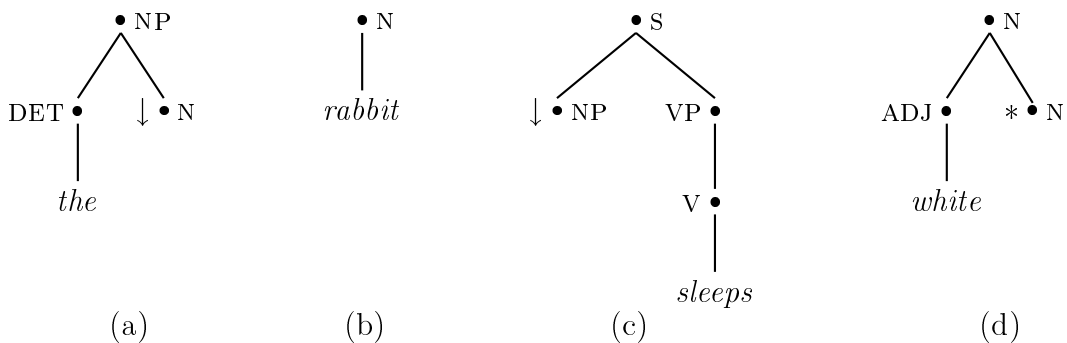 NP N S N
DET ↓ N rabbit ↓ NP VP ADJ * N
the V white
sleeps
(a) (b) (c) (d)